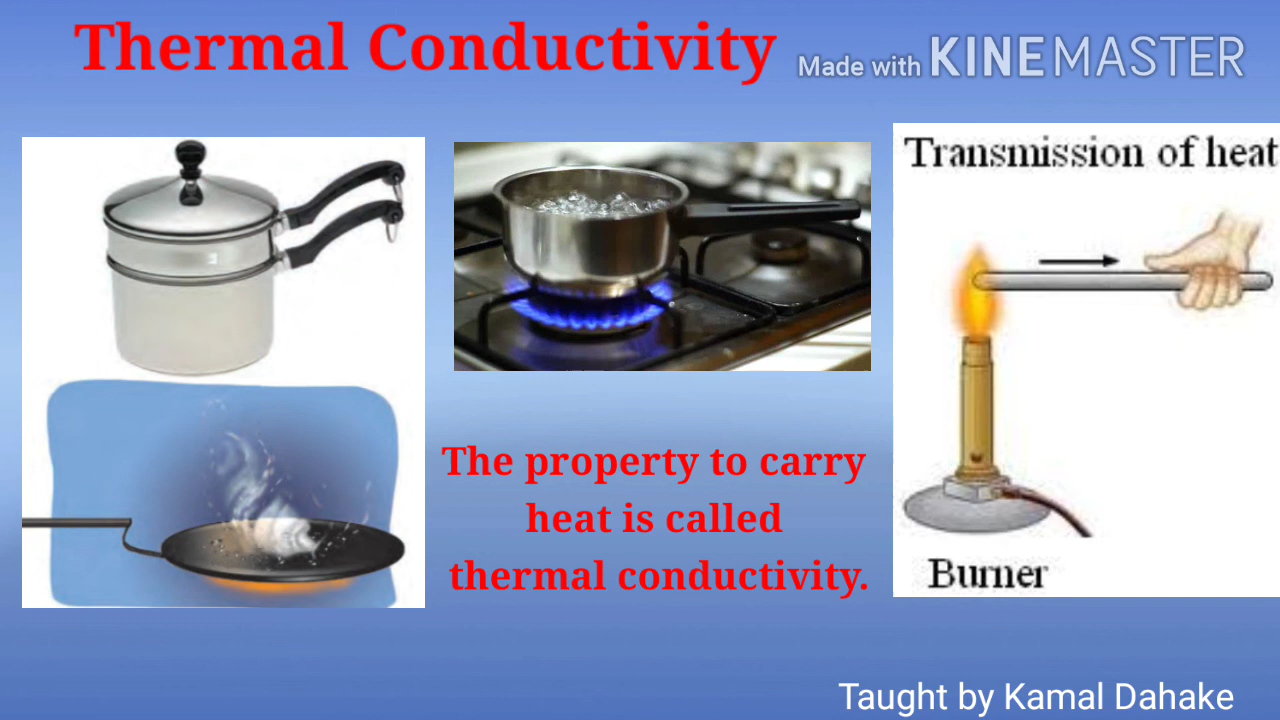 Thermal Conductivity
Made with KINEMASTER
Transmission of heat
The property to carry
heat is called
thermal conductivity.
Burner
Taught by Kamal Dahake